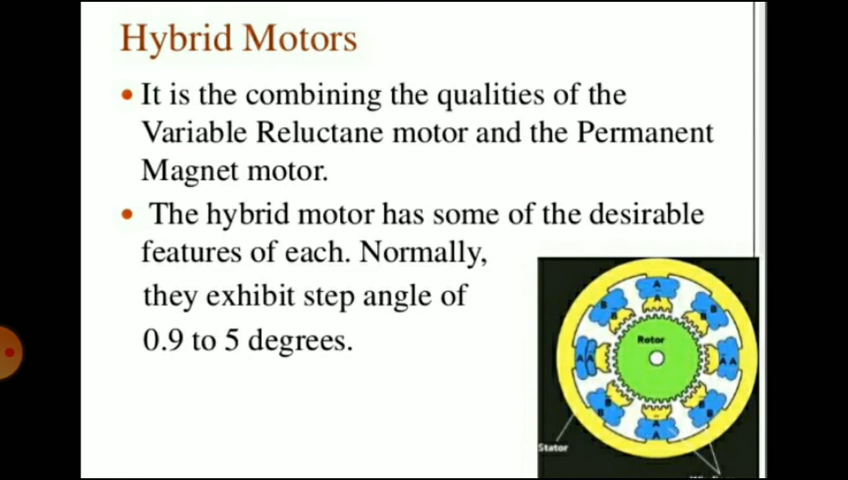 Hybrid Motors
• It is the combining the qualities of the
Variable Reluctane motor and the Permanent
Magnet motor.
• The hybrid motor has some of the desirable
features of each. Normally,
they exhibit step angle of
0.9 to 5 degrees.
A
A
B
B
B
B
Rotor
A A
A A
B
B
B
B
A
A
Stator